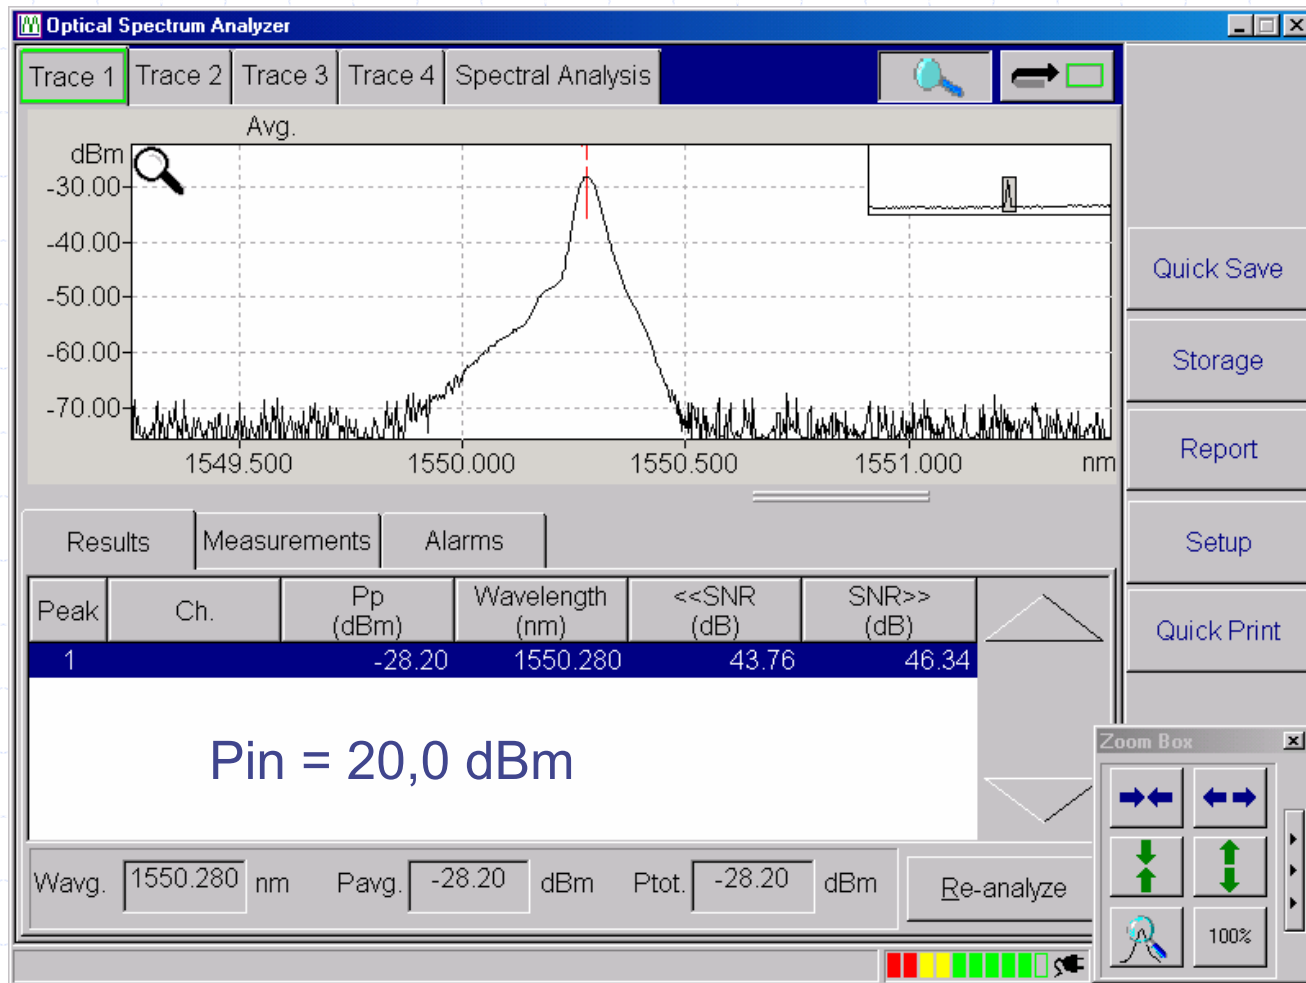 Optical Spectrum Analyzer
Trace 1 Trace 2 Trace 3 Trace 4 Spectral Analysis
Avg.
dBm
-30.00
-40.00
-50.00
-60.00
-70.00
1549.500 1550.000 1550.500 1551.000 nm
Quick Save
Storage
Report
Setup
Quick Print
Results Measurements Alarms
Peak Ch. Pp (dBm) Wavelength (nm) <<SNR (dB) SNR>> (dB)
1 -28.20 1550.280 43.76 46.34
Pin = 20,0 dBm
Wavg. 1550.280 nm Pavg. -28.20 dBm Ptot. -28.20 dBm Re-analyze
Zoom Box
100%